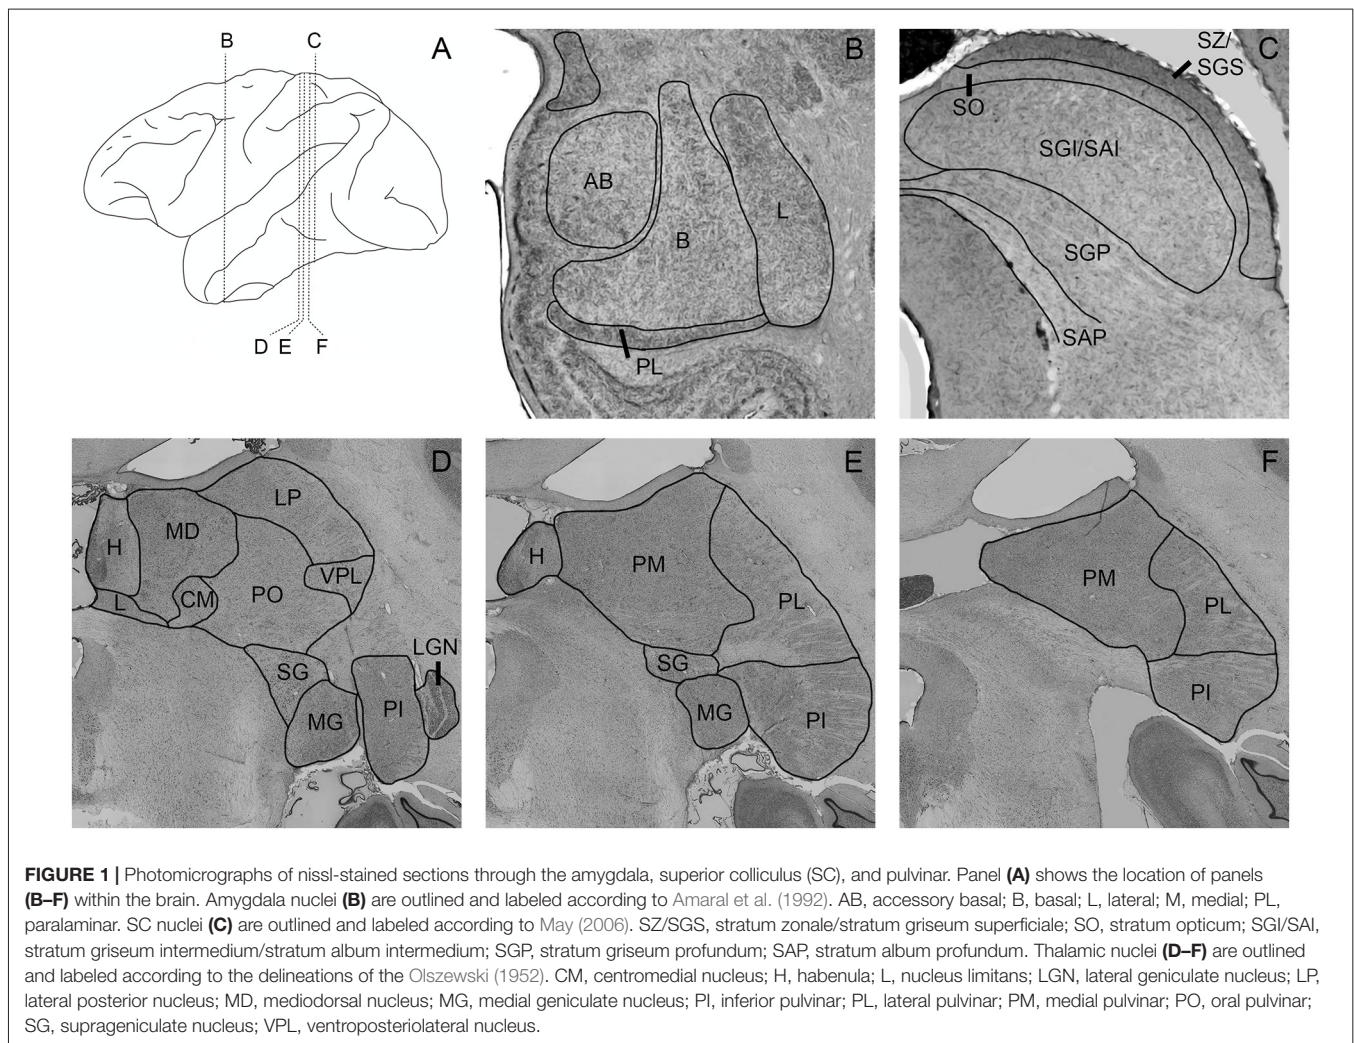 B
C
A
D
E
F
B
AB
B
L
PL
C
SZ/
SGS
SO
SGI/SAI
SGP
SAP
D
LP
MD
H
L
CM
PO
VPL
LGN
SG
MG
PI
E
H
PM
PL
SG
MG
PI
F
PM
PL
PI
FIGURE 1 | Photomicrographs of nissl-stained sections through the amygdala, superior colliculus (SC), and pulvinar. Panel (A) shows the location of panels
(B–F) within the brain. Amygdala nuclei (B) are outlined and labeled according to Amaral et al. (1992). AB, accessory basal; B, basal; L, lateral; M, medial; PL,
paralaminar. SC nuclei (C) are outlined and labeled according to May (2006). SZ/SGS, stratum zonale/stratum griseum superficiale; SO, stratum opticum; SGI/SAI,
stratum griseum intermedium/stratum album intermedium; SGP, stratum griseum profundum; SAP, stratum album profundum. Thalamic nuclei (D–F) are outlined
and labeled according to the delineations of the Olszewski (1952). CM, centromedial nucleus; H, habenula; L, nucleus limitans; LGN, lateral geniculate nucleus; LP,
lateral posterior nucleus; MD, mediodorsal nucleus; MG, medial geniculate nucleus; PI, inferior pulvinar; PL, lateral pulvinar; PM, medial pulvinar; PO, oral pulvinar;
SG, suprageniculate nucleus; VPL, ventroposteriolateral nucleus.